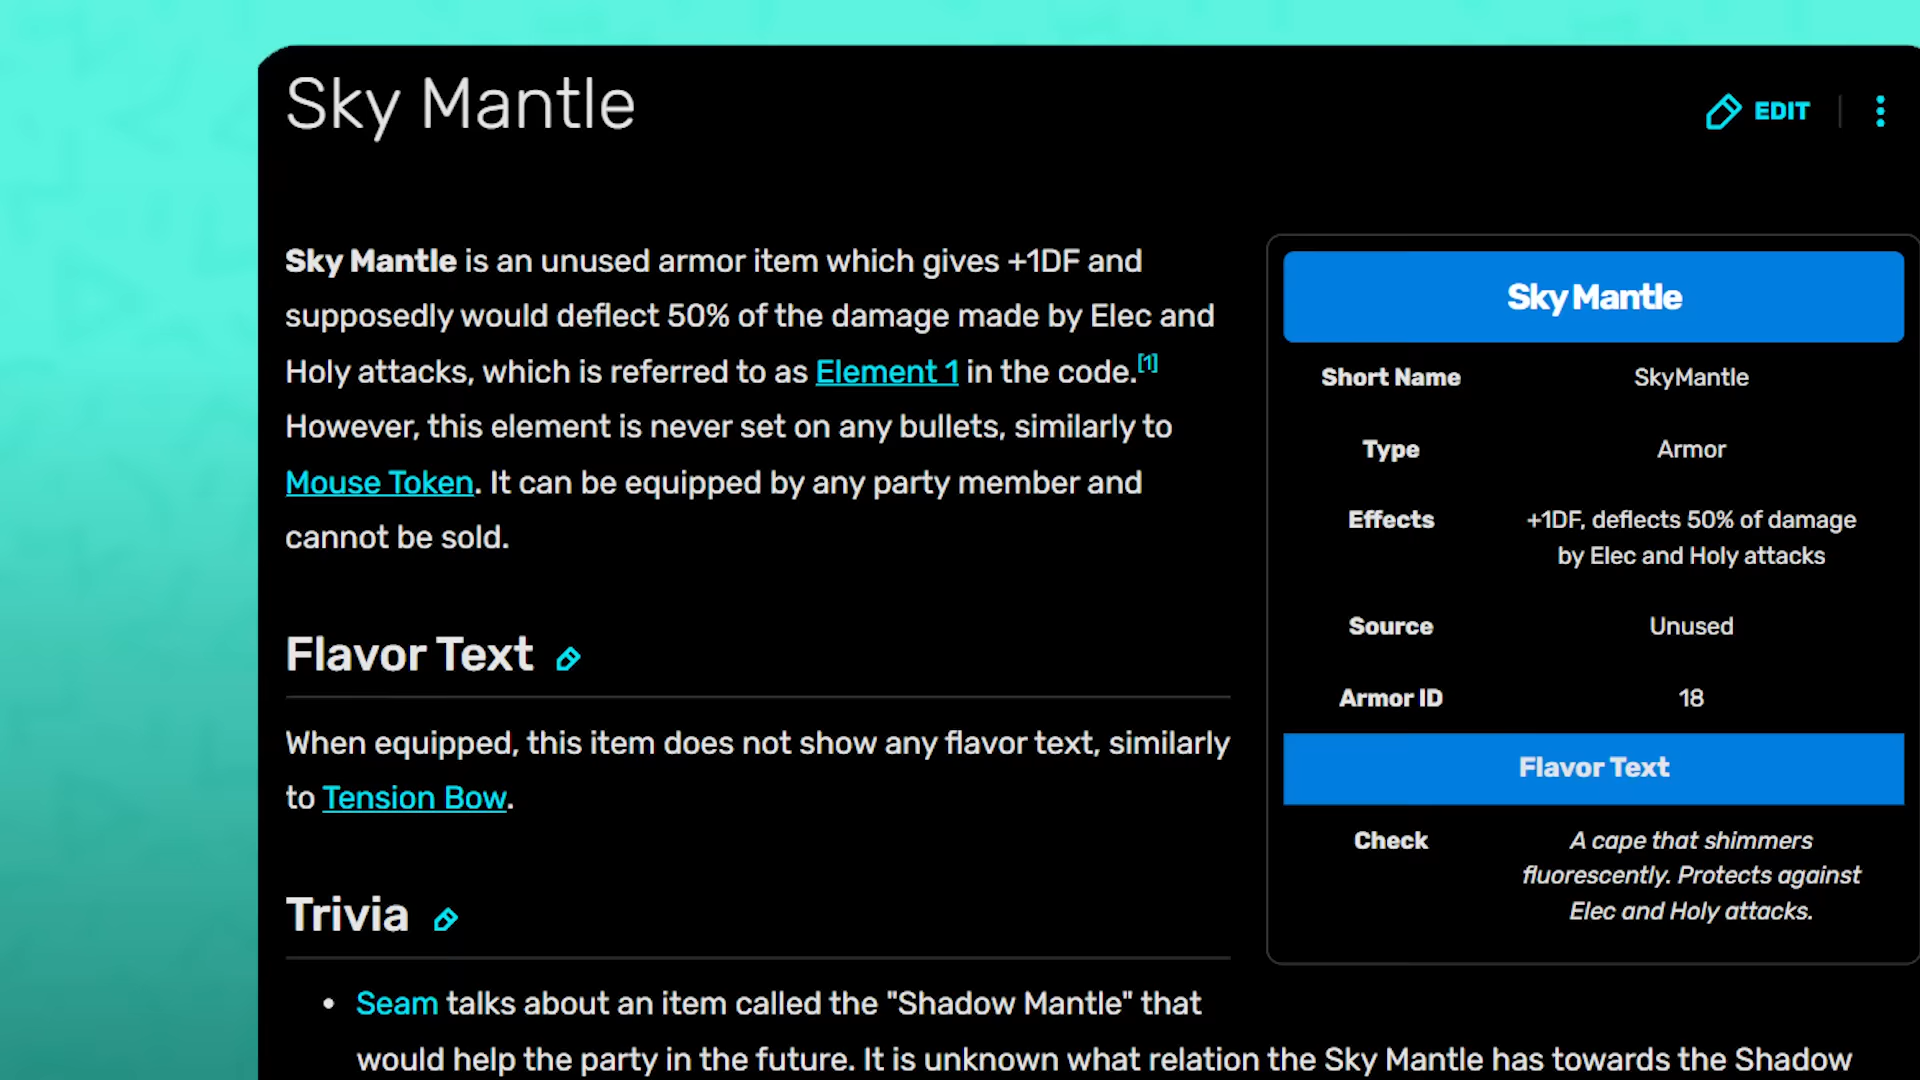 Sky Mantle
EDIT
Sky Mantle is an unused armor item which gives +1DF and
supposedly would deflect 50% of the damage made by Elec and
Holy attacks, which is referred to as Element 1 in the code.[1]
However, this element is never set on any bullets, similarly to
Mouse Token. It can be equipped by any party member and
cannot be sold.
Flavor Text
When equipped, this item does not show any flavor text, similarly
to Tension Bow.
Trivia
• Seam talks about an item called the "Shadow Mantle" that
would help the party in the future. It is unknown what relation the Sky Mantle has towards the Shadow
Sky Mantle
Short Name SkyMantle
Type Armor
Effects +1DF, deflects 50% of damage
by Elec and Holy attacks
Source Unused
Armor ID 18
Flavor Text
Check A cape that shimmers
fluorescently. Protects against
Elec and Holy attacks.